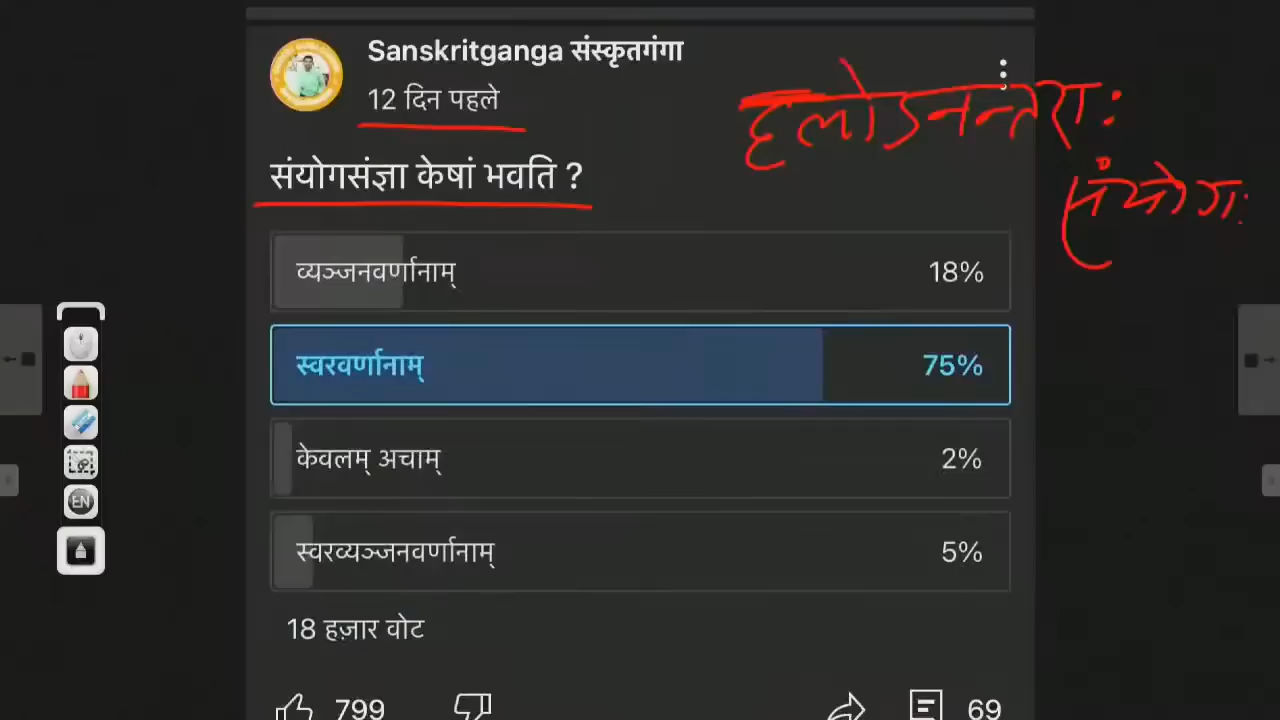 Sanskritganga संस्कृतगंगा
12 दिन पहले
हलोऽनन्तराः
संयोगः
संयोगसंज्ञा केषां भवति ?
व्यञ्जनवर्णानाम् 18%
स्वरवर्णानाम् 75%
केवलम् अचाम् 2%
स्वरव्यञ्जनवर्णानाम् 5%
18 हज़ार वोट
799 69
EN